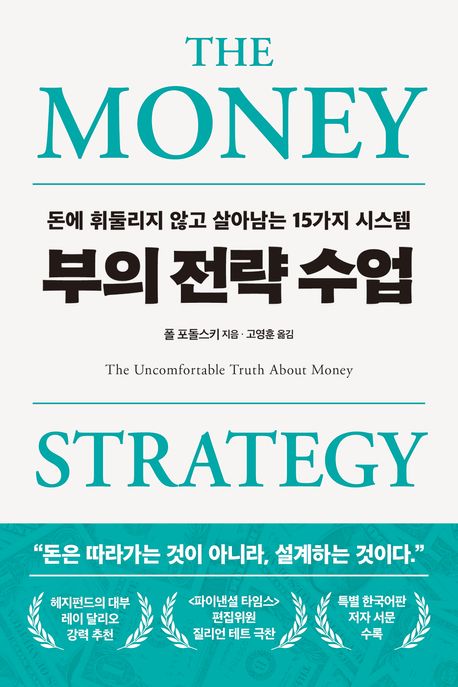 THE
MONEY
돈에 휘둘리지 않고 살아남는 15가지 시스템
부의 전략 수업
폴 포돌스키 지음 · 고영훈 옮김
The Uncomfortable Truth About Money
STRATEGY
“돈은 따라가는 것이 아니라, 설계하는 것이다.”
헤지펀드의 대부
레이 달리오
강력 추천
<파이낸셜 타임스>
편집위원
질리언 테트 극찬
특별 한국어판
저자 서문
수록